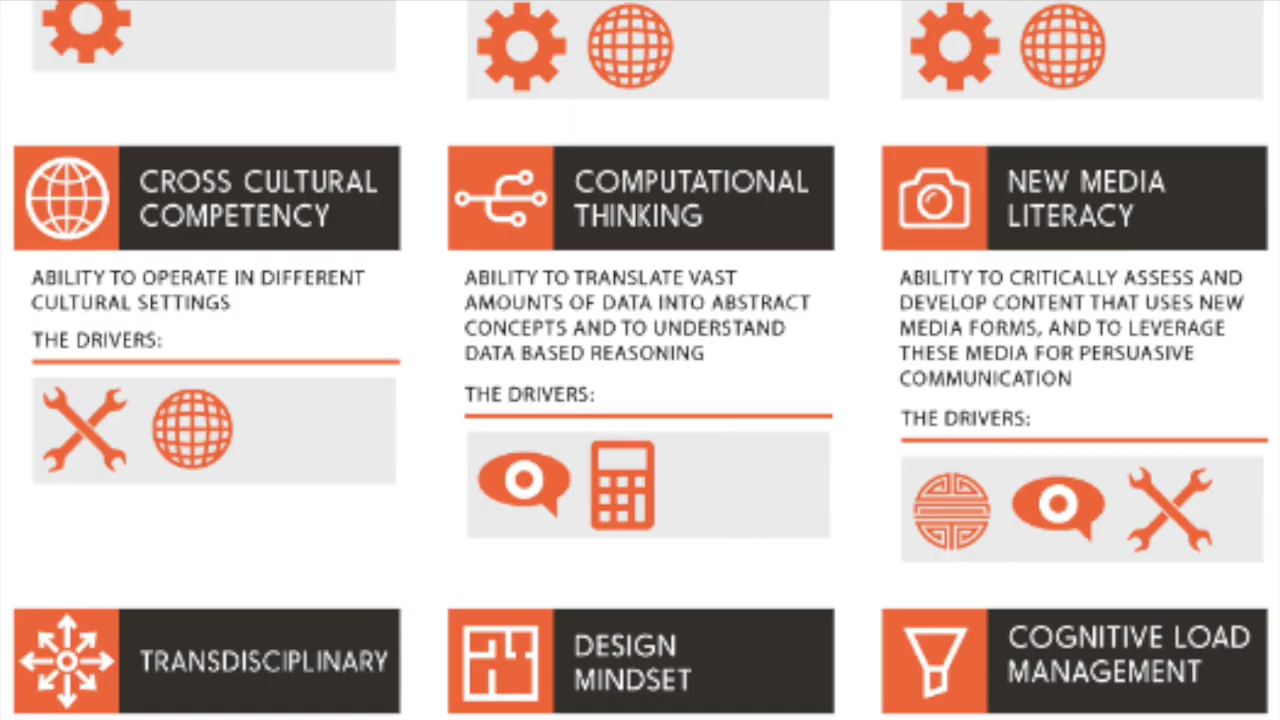 CROSS CULTURAL
COMPETENCY
ABILITY TO OPERATE IN DIFFERENT
CULTURAL SETTINGS
THE DRIVERS:
COMPUTATIONAL
THINKING
ABILITY TO TRANSLATE VAST
AMOUNTS OF DATA INTO ABSTRACT
CONCEPTS AND TO UNDERSTAND
DATA BASED REASONING
THE DRIVERS:
NEW MEDIA
LITERACY
ABILITY TO CRITICALLY ASSESS AND
DEVELOP CONTENT THAT USES NEW
MEDIA FORMS, AND TO LEVERAGE
THESE MEDIA FOR PERSUASIVE
COMMUNICATION
THE DRIVERS:
TRANSDISCIPLINARY
DESIGN
MINDSET
COGNITIVE LOAD
MANAGEMENT